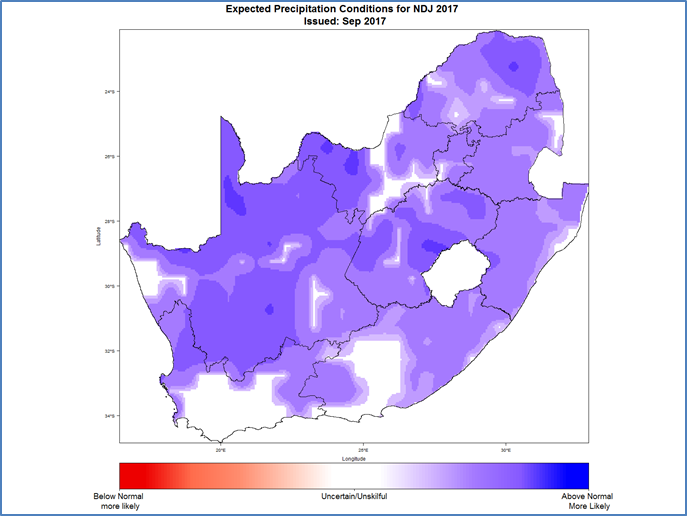 Expected Precipitation Conditions for NDJ 2017
Issued: Sep 2017
Latitude
24°S
26°S
28°S
30°S
32°S
34°S
20°E
25°E
30°E
Longitude
Below Normal
more likely
Uncertain/Unskilful
Above Normal
More Likely